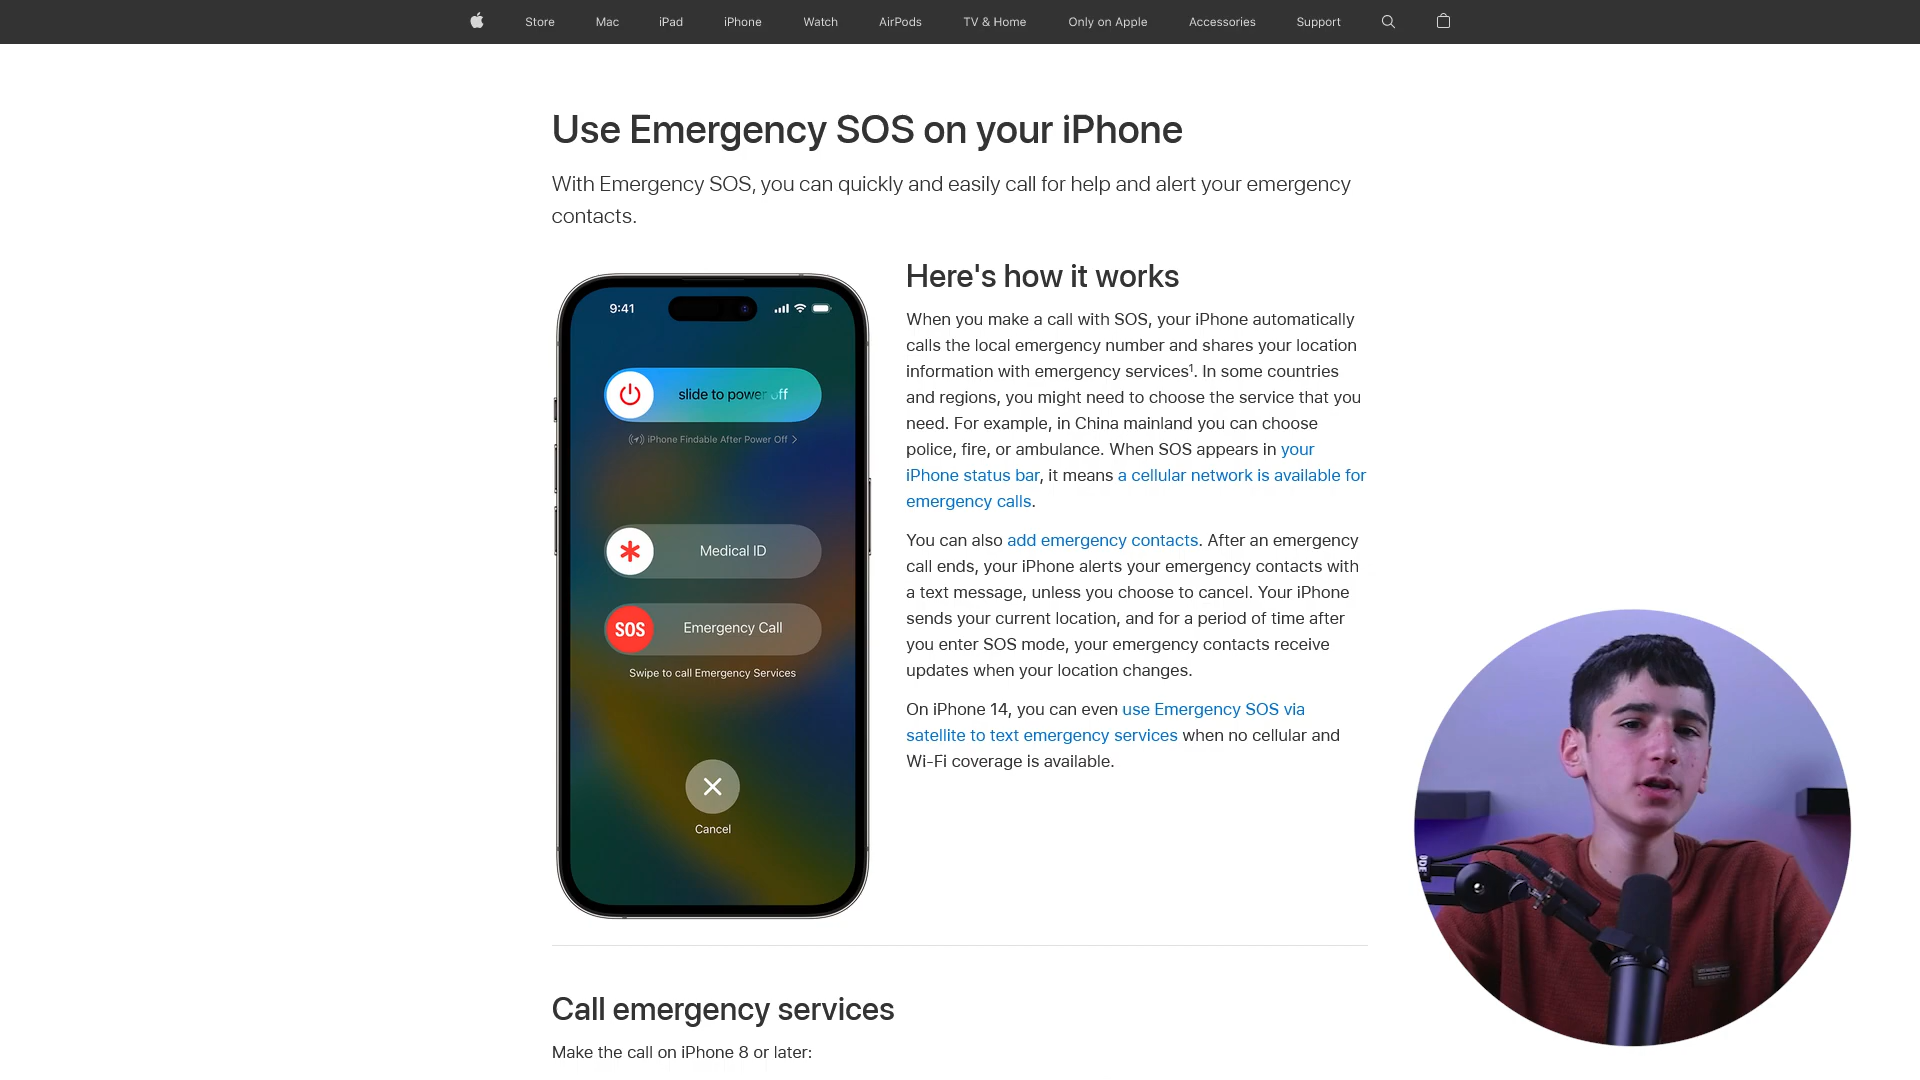 Store Mac iPad iPhone Watch AirPods TV & Home Only on Apple Accessories Support
Use Emergency SOS on your iPhone
With Emergency SOS, you can quickly and easily call for help and alert your emergency
contacts.
9:41
slide to power off
iPhone Findable After Power Off
Medical ID
SOS Emergency Call
Swipe to call Emergency Services
Cancel
Here's how it works
When you make a call with SOS, your iPhone automatically
calls the local emergency number and shares your location
information with emergency services¹. In some countries
and regions, you might need to choose the service that you
need. For example, in China mainland you can choose
police, fire, or ambulance. When SOS appears in your
iPhone status bar, it means a cellular network is available for
emergency calls.
You can also add emergency contacts. After an emergency
call ends, your iPhone alerts your emergency contacts with
a text message, unless you choose to cancel. Your iPhone
sends your current location, and for a period of time after
you enter SOS mode, your emergency contacts receive
updates when your location changes.
On iPhone 14, you can even use Emergency SOS via
satellite to text emergency services when no cellular and
Wi-Fi coverage is available.
Call emergency services
Make the call on iPhone 8 or later: